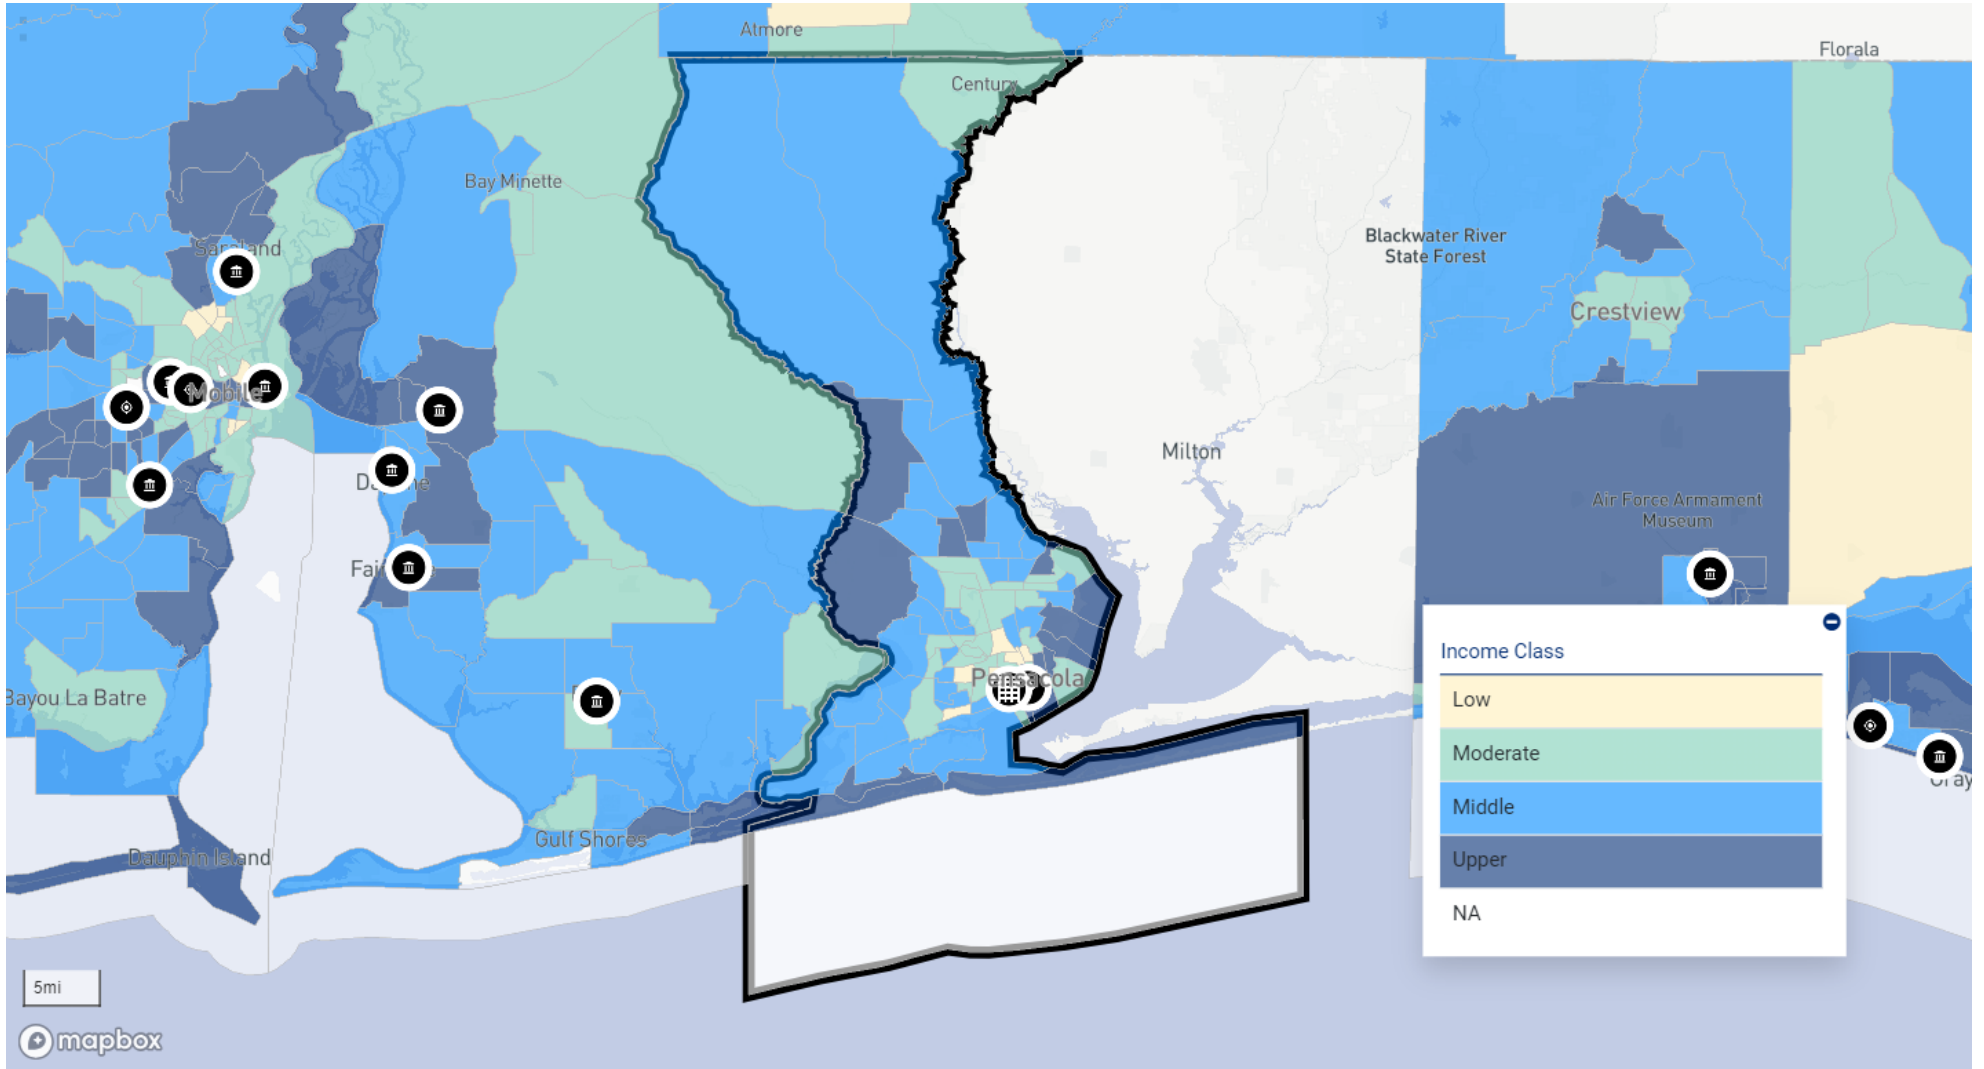 Atmore
Florala
Century
Bay Minette
Blackwater River
State Forest
Saraland
Crestview
Mobile
Milton
Air Force Armament
Museum
Pensacola
Bayou La Batre
Gulf Shores
Dauphin Island
Income Class
Low
Moderate
Middle
Upper
NA
5mi
mapbox